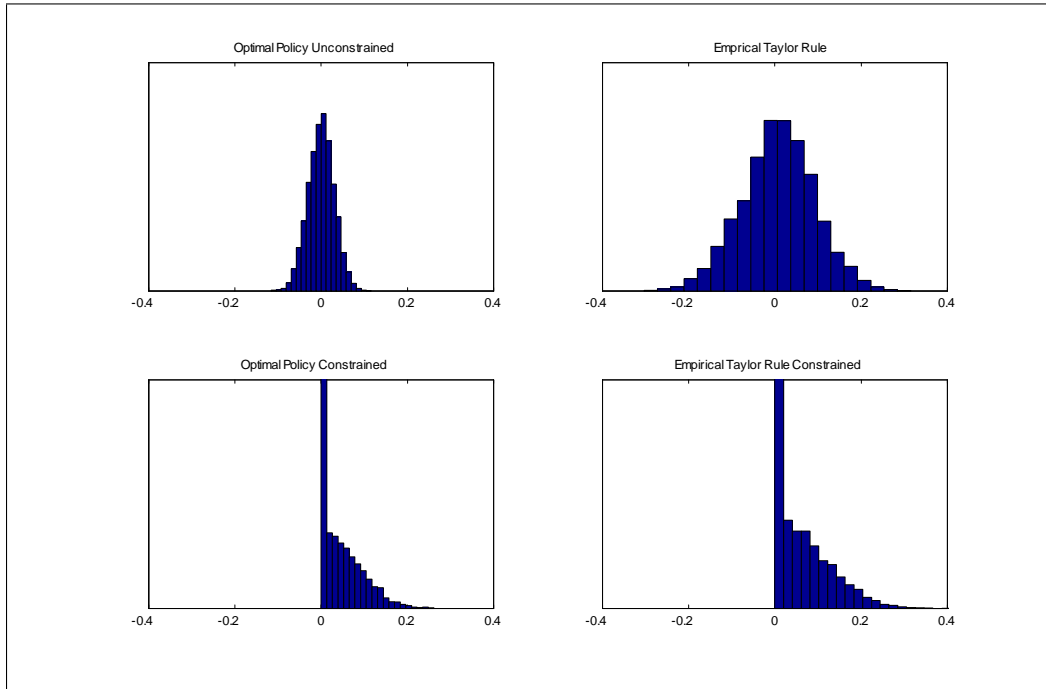 Optimal Policy Unconstrained
Emprical Taylor Rule
-0.4 -0.2 0 0.2 0.4
-0.4 -0.2 0 0.2 0.4
Optimal Policy Constrained
Empirical Taylor Rule Constrained
-0.4 -0.2 0 0.2 0.4
-0.4 -0.2 0 0.2 0.4